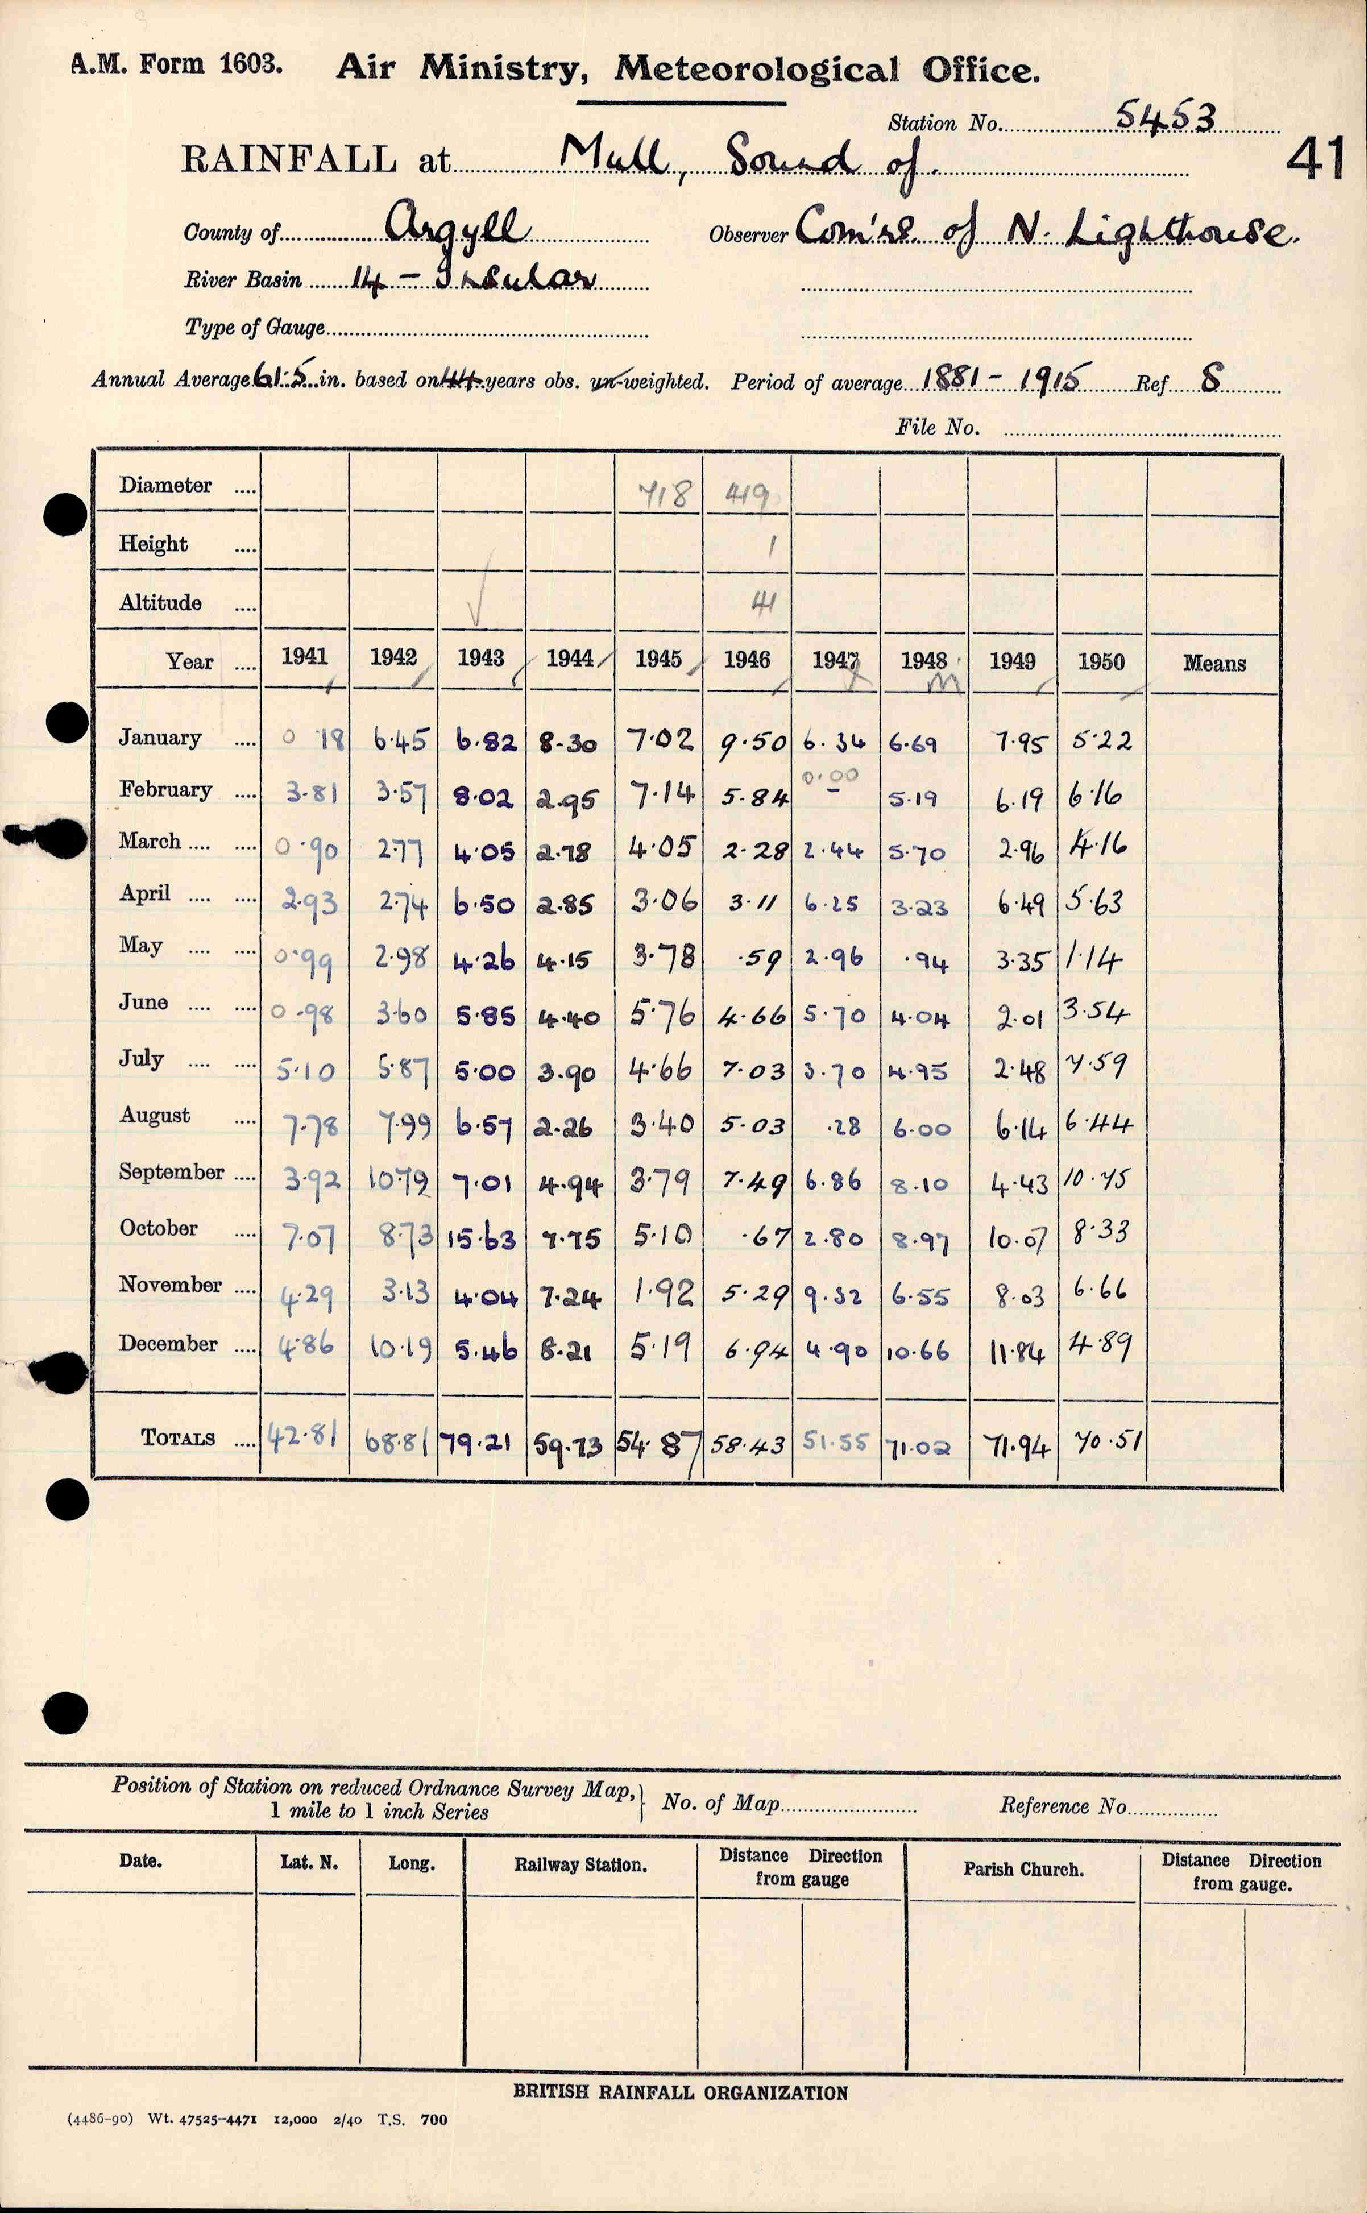 A.M. Form 1603. Air Ministry, Meteorological Office.
Station No. 5453
41
RAINFALL at Mull, Sound of.
County of Argyll Observer Com'rs. of N. Lighthouse.
River Basin 14 - Insular
Type of Gauge
Annual Average 61.5 in. based on 44 years obs. un-weighted. Period of average 1881 - 1915 Ref S
File No.
Diameter .... 718 419
Height .... 1
Altitude .... 41
Year .... 1941 1942 1943 1944 1945 1946 1947 1948 1949 1950 Means
M
January .... 0 18 6.45 6.82 8.30 7.02 9.50 6.34 6.69 7.95 5.22
February .... 3.81 3.57 8.02 2.95 7.14 5.84 0.00 – 5.19 6.19 6.16
March .... .... 0.90 2.77 4.05 2.78 4.05 2.28 2.44 5.70 2.96 4.16
April .... .... 2.93 2.74 6.50 2.85 3.06 3.11 6.25 3.23 6.49 5.63
May .... .... 0.99 2.98 4.26 4.15 3.78 .59 2.96 .94 3.35 1.14
June .... .... 0.98 3.60 5.85 4.40 5.76 4.66 5.70 4.04 2.01 3.54
July .... .... 5.10 5.87 5.00 3.90 4.66 7.03 3.70 4.95 2.48 7.59
August .... 7.78 7.99 6.57 2.26 3.40 5.03 .28 6.00 6.14 6.44
September .... 3.92 10.79 7.01 4.94 3.79 7.49 6.86 8.10 4.43 10.75
October .... 7.07 8.73 15.63 7.75 5.10 .67 2.80 8.97 10.07 8.33
November .... 4.29 3.13 4.04 7.24 1.92 5.29 9.32 6.55 8.03 6.66
December .... 4.86 10.19 5.46 8.21 5.19 6.94 4.90 10.66 11.84 4.89
TOTALS .... 42.81 68.81 79.21 59.73 54.87 58.43 51.55 71.02 71.94 70.51
Position of Station on reduced Ordnance Survey Map, 1 mile to 1 inch Series } No. of Map Reference No.
Date. Lat. N. Long. Railway Station. Distance Direction from gauge Parish Church. Distance Direction from gauge.
BRITISH RAINFALL ORGANIZATION
(4486-90) Wt. 47525-4471 12,000 2/40 T.S. 700